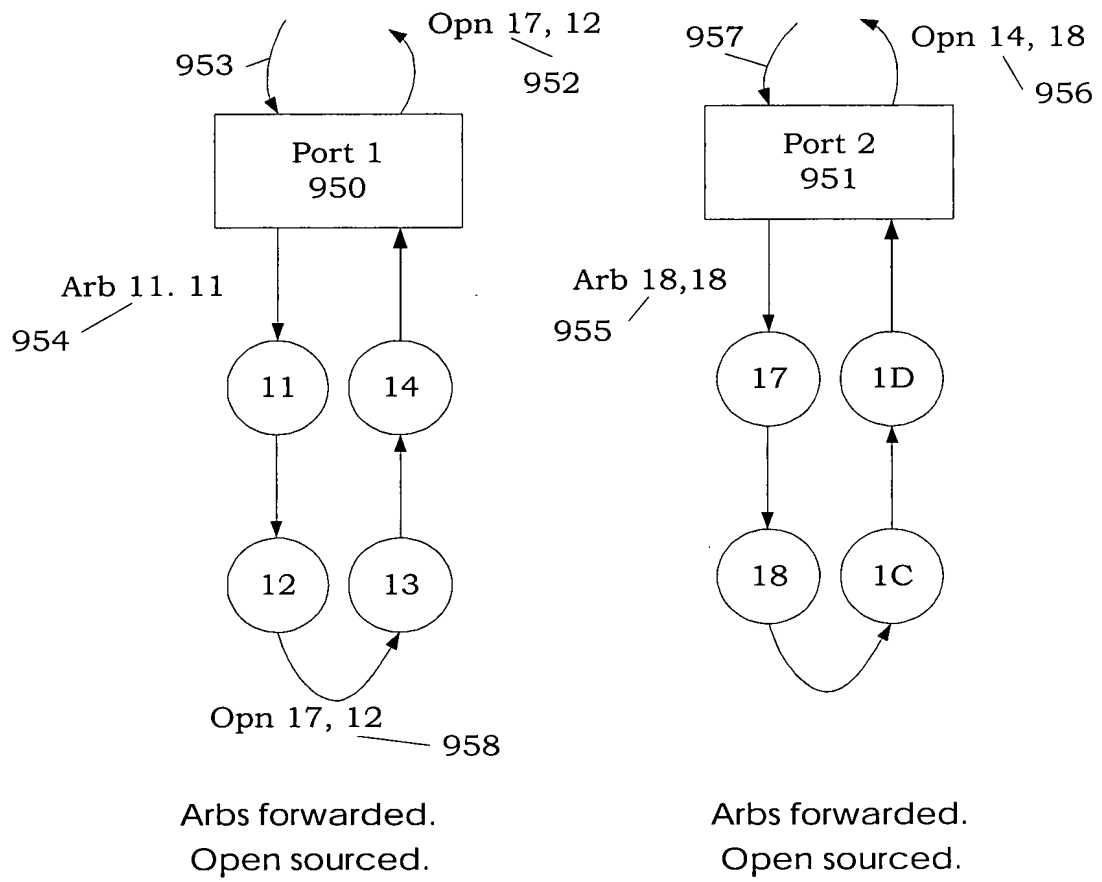 Opn 17, 12
953
952
Port 1
950
Arb 11. 11
954
11
14
12
13
Opn 17, 12
958
Arbs forwarded.
Open sourced.
957
Opn 14, 18
956
Port 2
951
Arb 18,18
955
17
1D
18
1C
Arbs forwarded.
Open sourced.